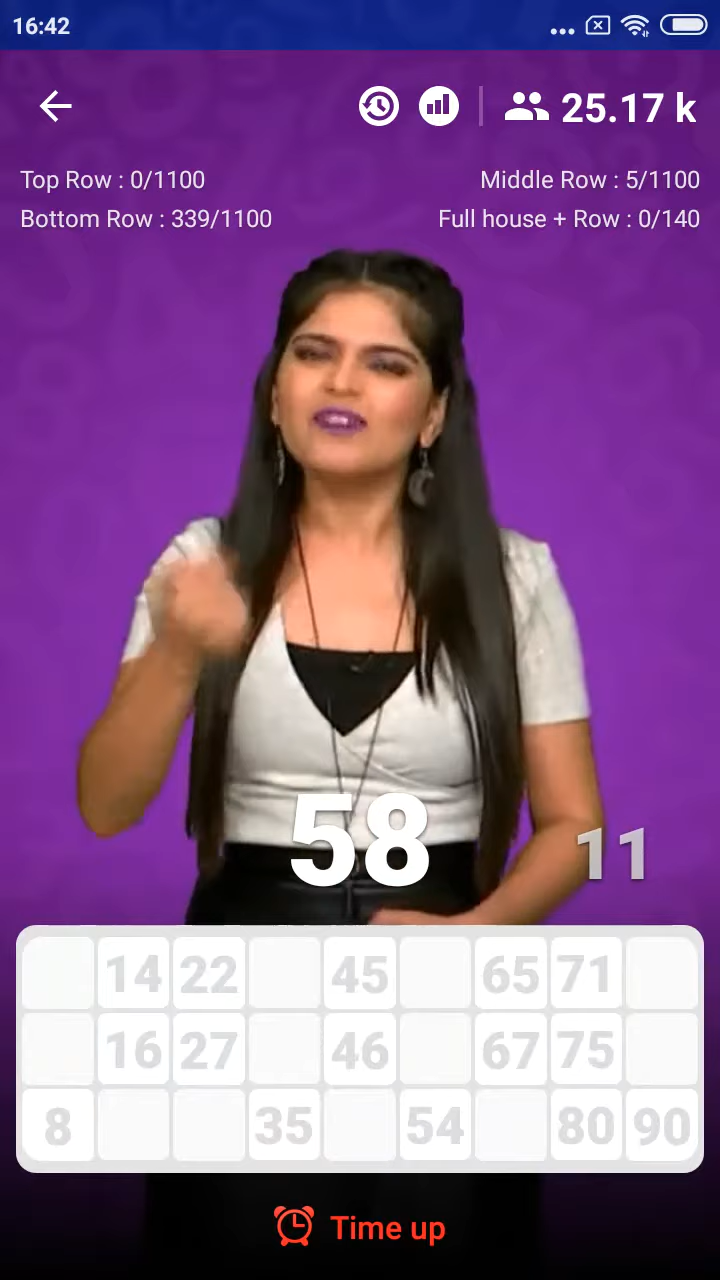 16:42
25.17 k
Top Row : 0/1100 Middle Row : 5/1100
Bottom Row : 339/1100 Full house + Row : 0/140
58 11
14 22 45 65 71
16 27 46 67 75
8 35 54 80 90
Time up